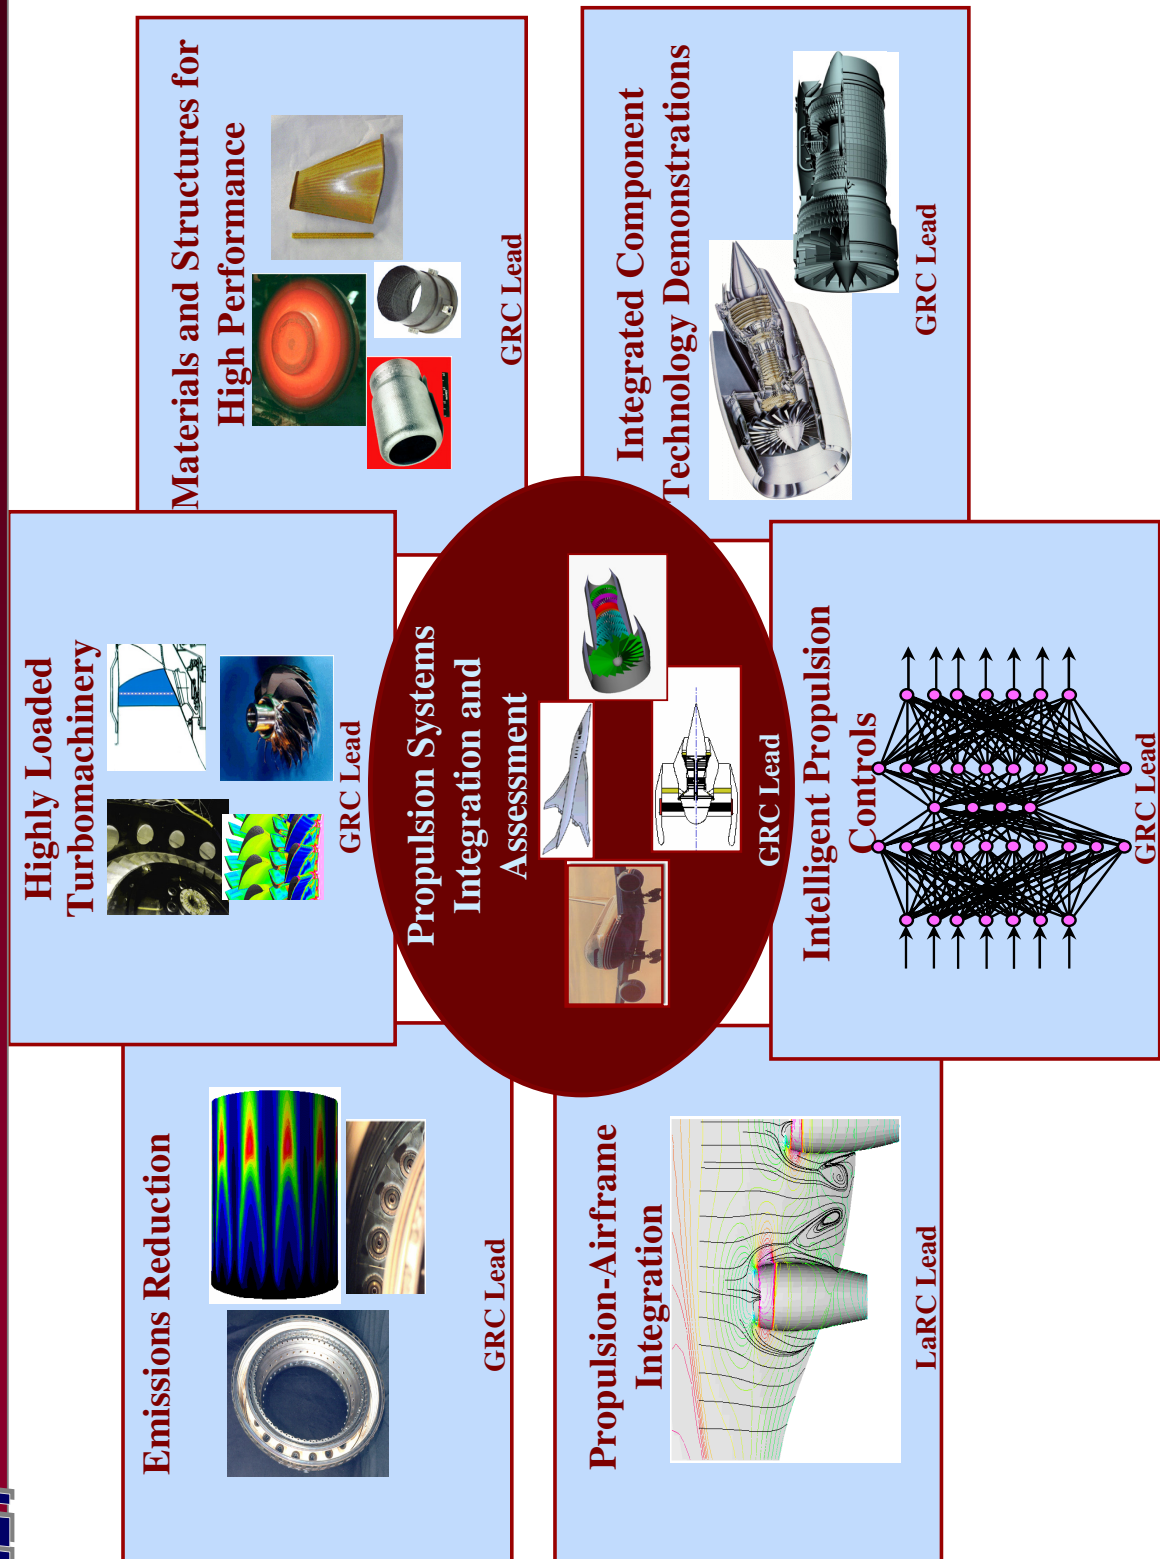 Emissions Reduction
GRC Lead
Highly Loaded
Turbomachinery
GRC Lead
Materials and Structures for
High Performance
GRC Lead
Propulsion Systems
Integration and
Assessment
GRC Lead
Propulsion-Airframe
Integration
LaRC Lead
Intelligent Propulsion
Controls
GRC Lead
Integrated Component
Technology Demonstrations
GRC Lead